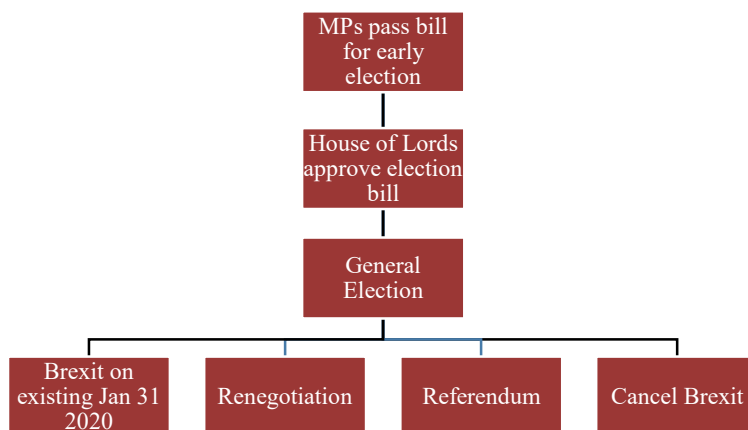 MPs pass bill
for early
election
House of Lords
approve election
bill
General
Election
Brexit on
existing Jan 31
2020
Renegotiation
Referendum
Cancel Brexit